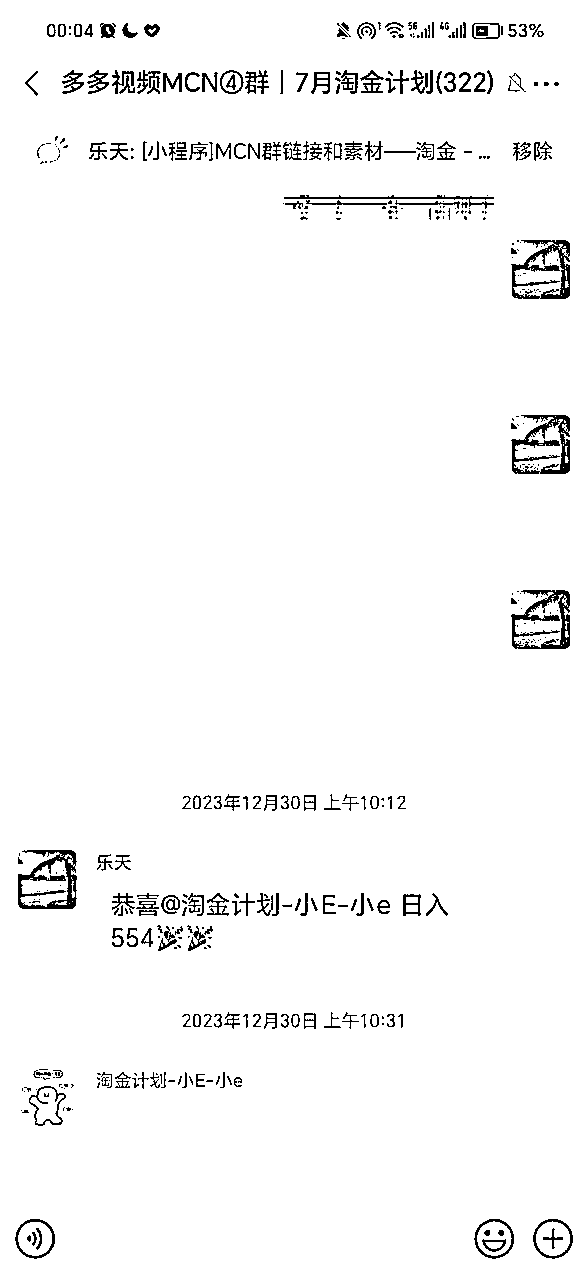 00:04 53%
多多视频MCN④群｜7月淘金计划(322)
乐天: [小程序]MCN群链接和素材——淘金 - ... 移除
2023年12月30日 上午10:12
乐天
恭喜@淘金计划-小E-小e 日入
554🎉🎉
2023年12月30日 上午10:31
淘金计划-小E-小e